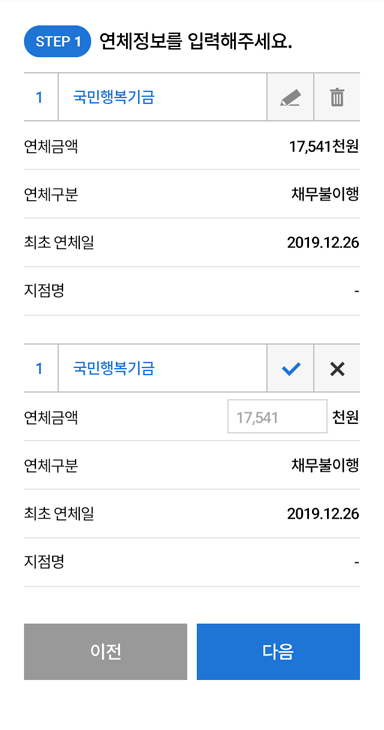 STEP 1 연체정보를 입력해주세요.
1 국민행복기금
연체금액 17,541천원
연체구분 채무불이행
최초 연체일 2019.12.26
지점명 -
1 국민행복기금
연체금액 17,541 천원
연체구분 채무불이행
최초 연체일 2019.12.26
지점명 -
이전 다음